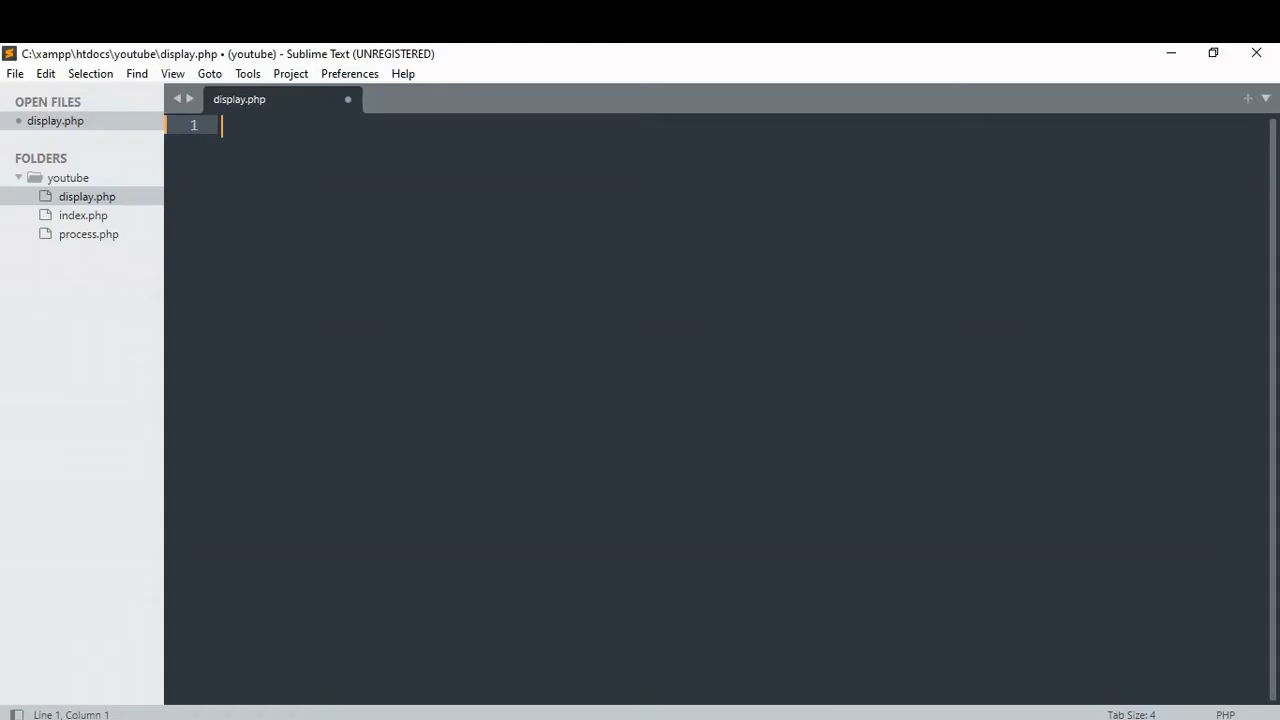 C:\xampp\htdocs\youtube\display.php • (youtube) - Sublime Text (UNREGISTERED)
File Edit Selection Find View Goto Tools Project Preferences Help
OPEN FILES
display.php
FOLDERS
youtube
display.php
index.php
process.php
display.php
1
Line 1, Column 1
Tab Size: 4
PHP